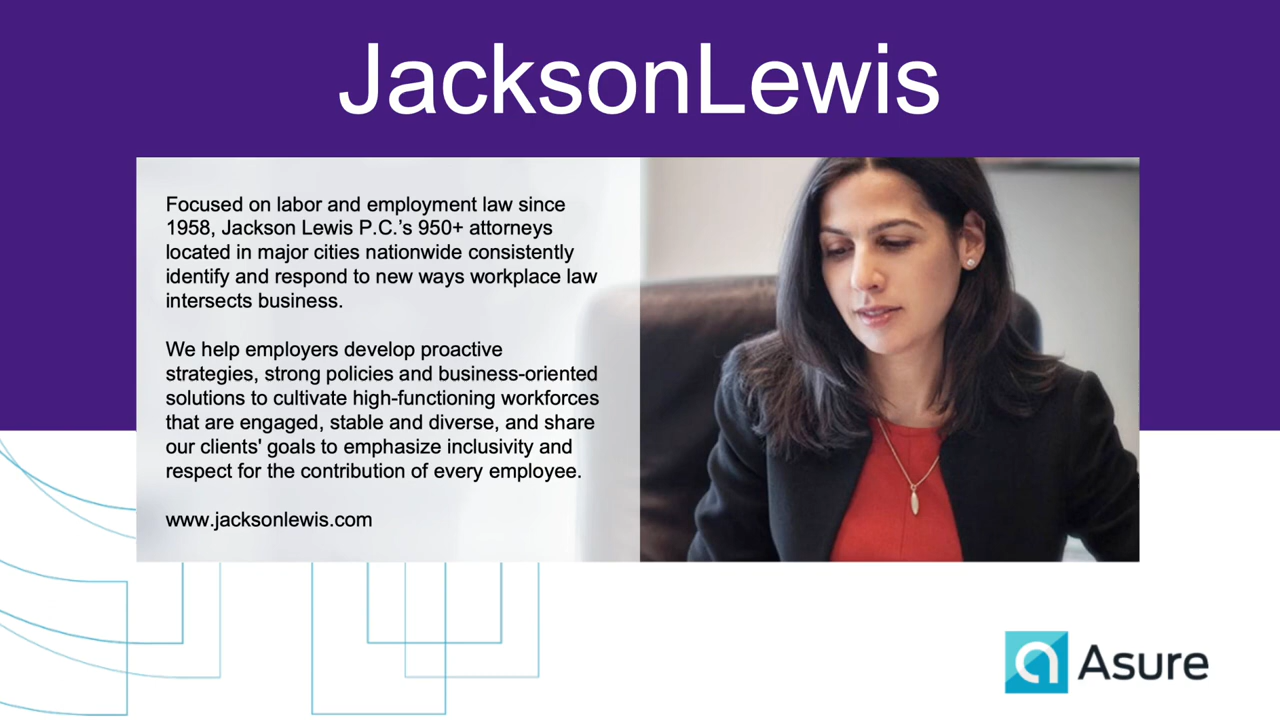 JacksonLewis
Focused on labor and employment law since
1958, Jackson Lewis P.C.’s 950+ attorneys
located in major cities nationwide consistently
identify and respond to new ways workplace law
intersects business.
We help employers develop proactive
strategies, strong policies and business-oriented
solutions to cultivate high-functioning workforces
that are engaged, stable and diverse, and share
our clients' goals to emphasize inclusivity and
respect for the contribution of every employee.
www.jacksonlewis.com
Asure